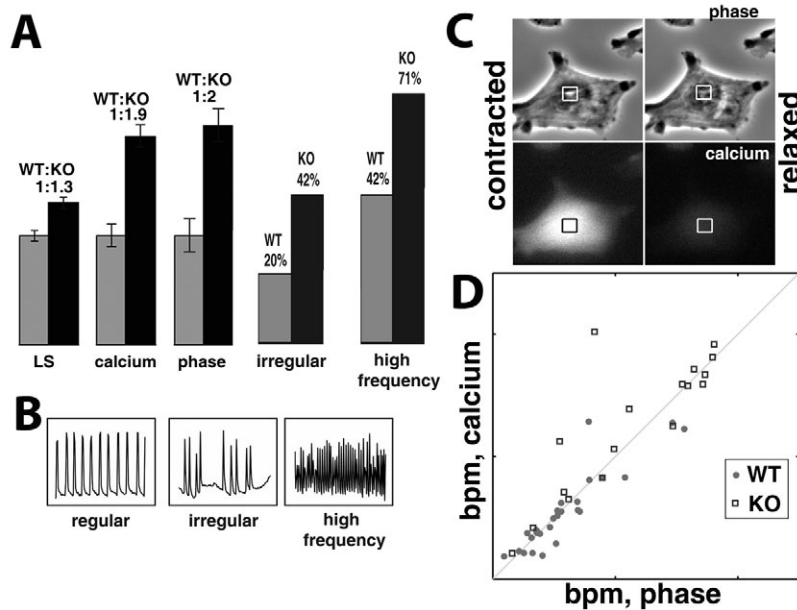 A
WT:KO
1:1.3
WT:KO
1:1.9
WT:KO
1:2
WT
20%
KO
42%
WT
42%
KO
71%
LS
calcium
phase
irregular
high
frequency
B
regular
irregular
high
frequency
C
phase
contracted
relaxed
calcium
D
bpm, calcium
WT
KO
bpm, phase